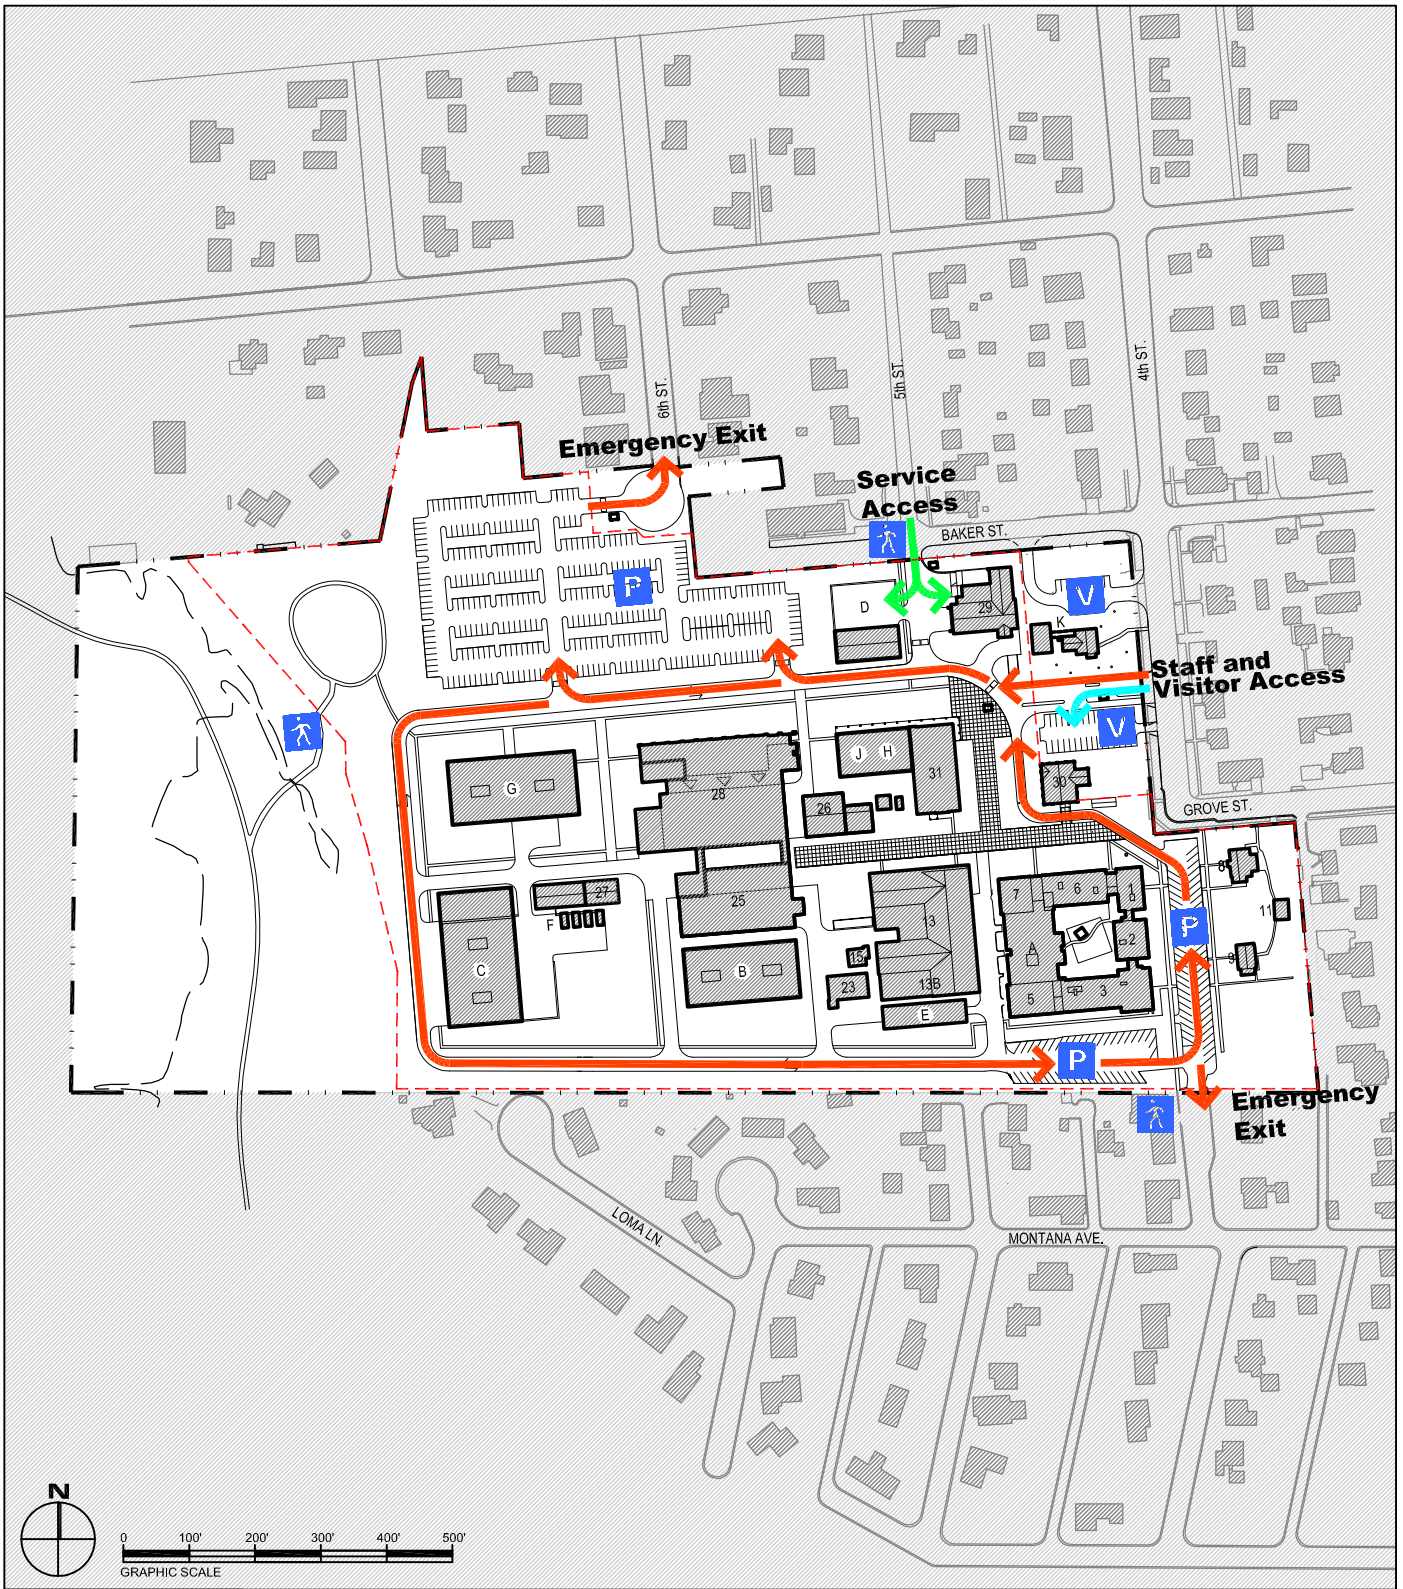 6th ST.
5th ST.
4th ST.
Emergency Exit
Service
Access
BAKER ST.
P
V
D
29
K
Staff and
Visitor Access
V
J
H
31
G
28
26
30
GROVE ST.
8
27
F
25
7
6
1
11
13
A
2
9
C
B
15
23
13B
5
3
E
P
P
Emergency
Exit
LOMA LN.
MONTANA AVE.
N
0
100'
200'
300'
400'
500'
GRAPHIC SCALE